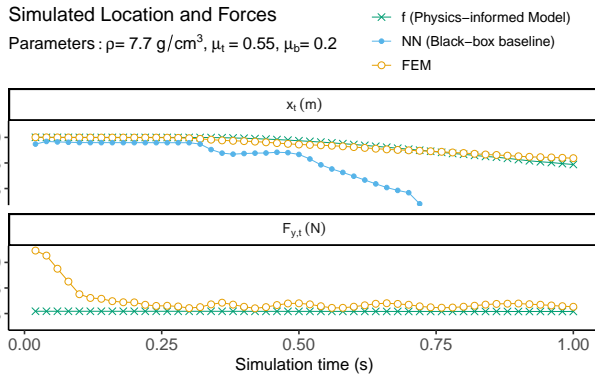 Simulated Location and Forces
Parameters : ρ= 7.7 g/cm³, μt = 0.55, μb= 0.2
f (Physics−informed Model)
NN (Black−box baseline)
FEM
xt (m)
Fy,t (N)
0.00 0.25 0.50 0.75 1.00
Simulation time (s)